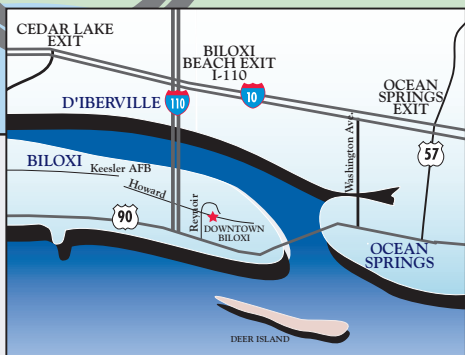 CEDAR LAKE
EXIT
BILOXI
BEACH EXIT
I-110
OCEAN
SPRINGS
EXIT
D'IBERVILLE
110
10
57
Washington Ave.
BILOXI
Keesler AFB
Howard
Reynoir
90
DOWNTOWN
BILOXI
OCEAN
SPRINGS
DEER ISLAND